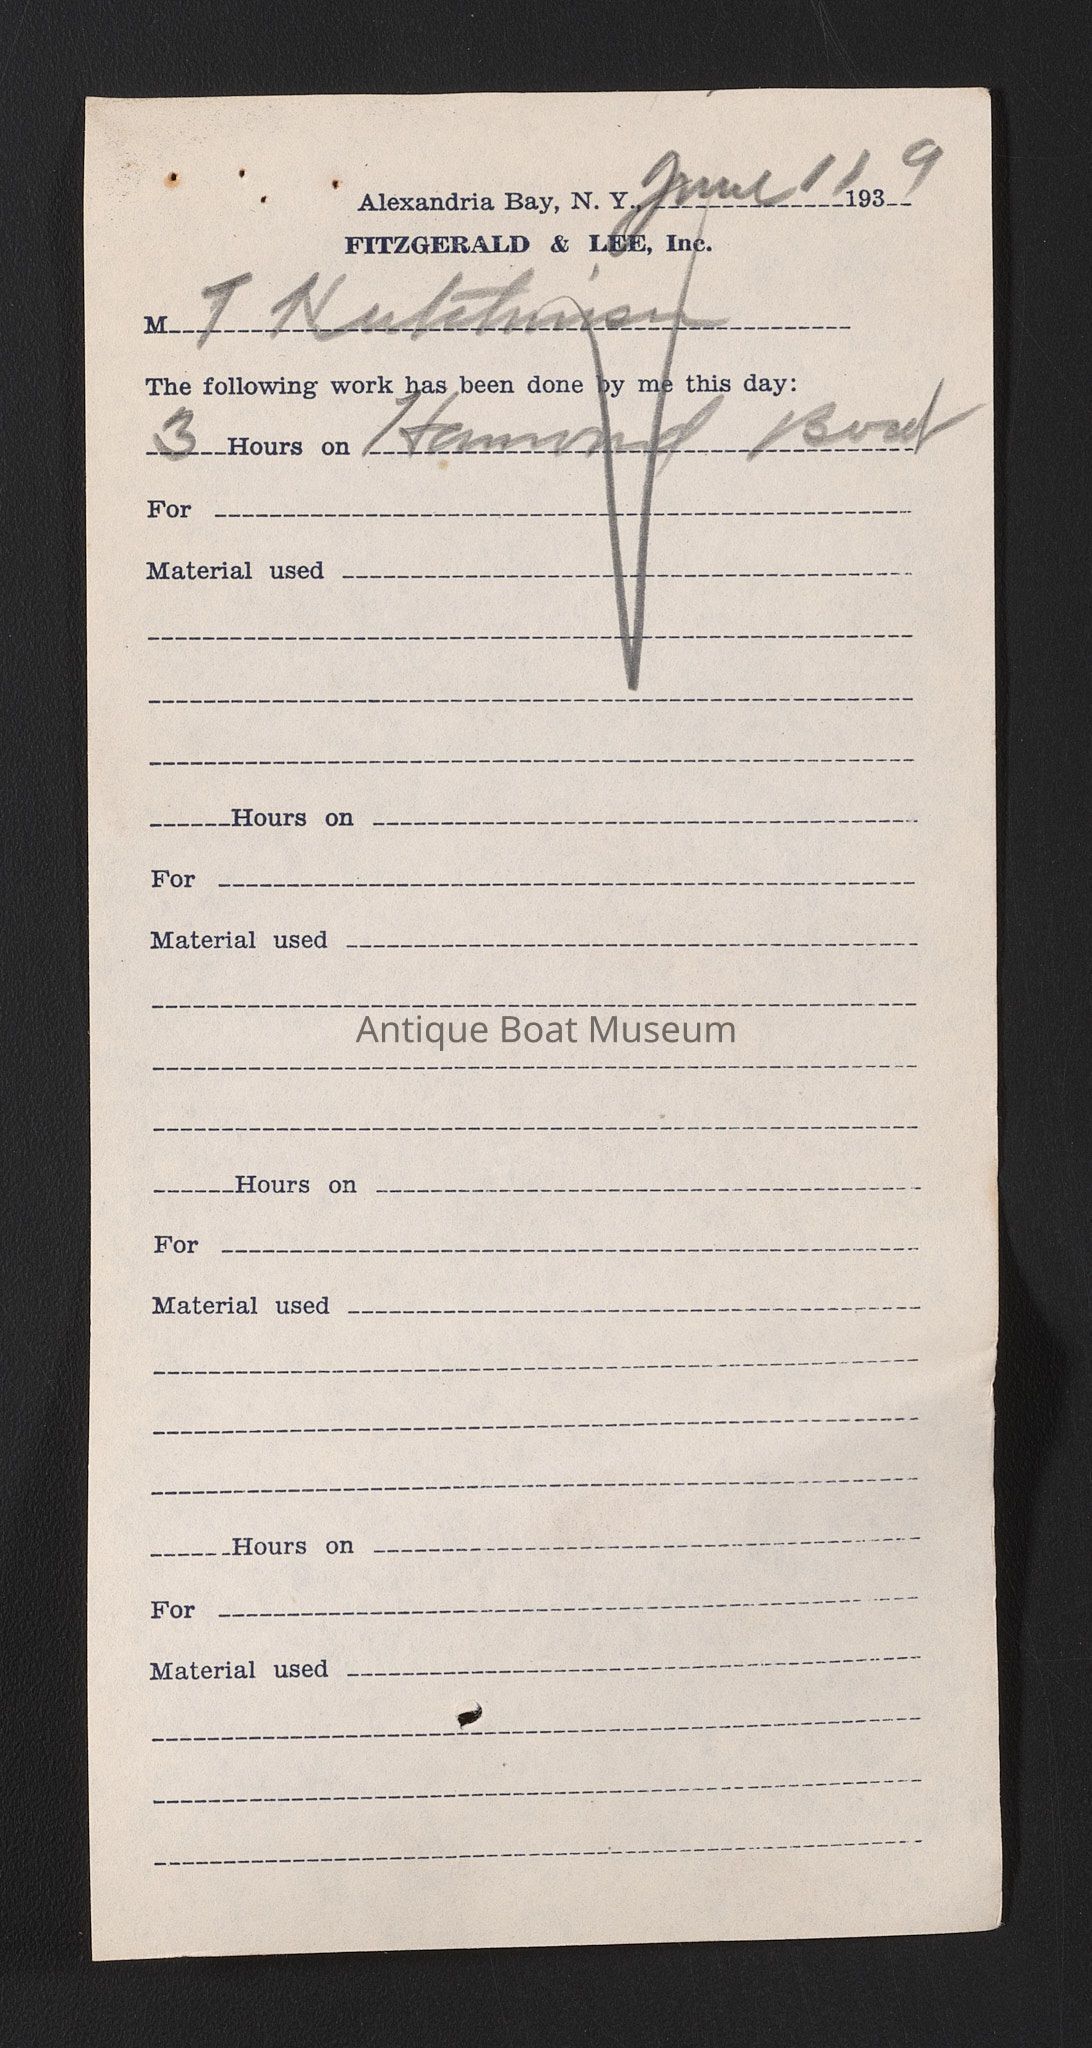 Alexandria Bay, N. Y., June 11 1939
FITZGERALD & LEE, Inc.
M T Hutchinson
The following work has been done by me this day:
3 Hours on Hammond Boat
For
Material used
Hours on
For
Material used
Antique Boat Museum
Hours on
For
Material used
Hours on
For
Material used